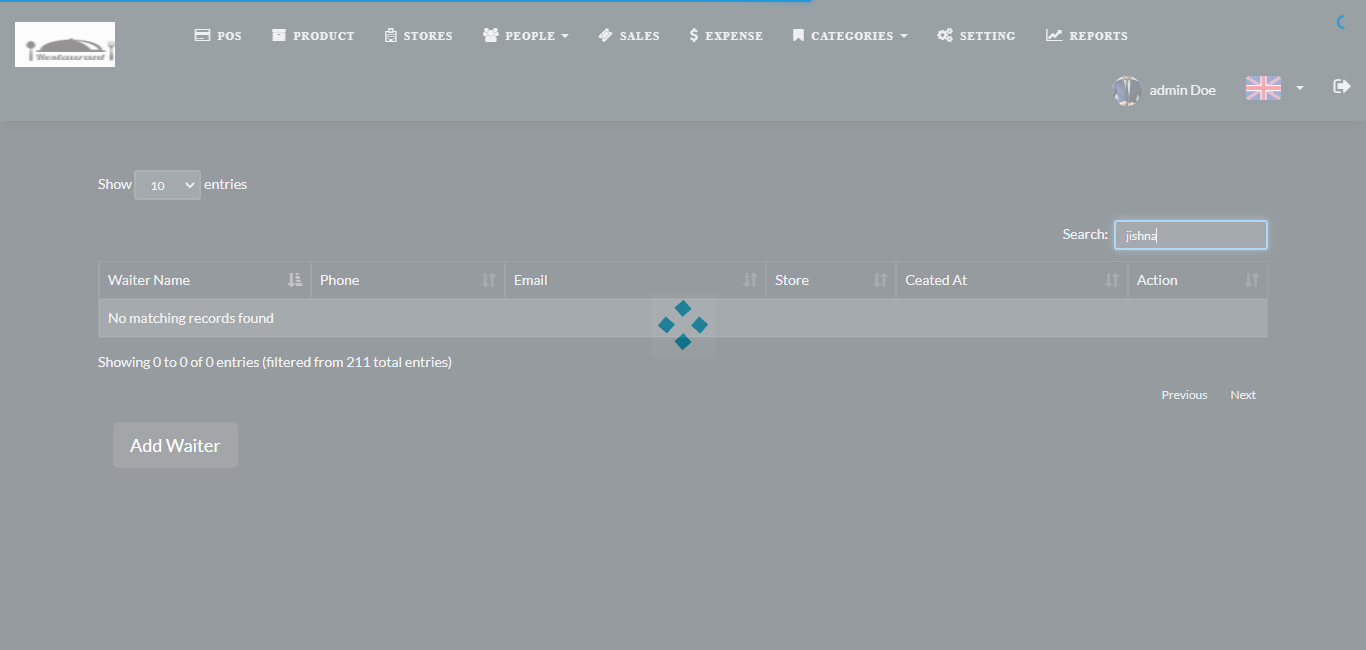 Restaurant
POS PRODUCT STORES PEOPLE SALES EXPENSE CATEGORIES SETTING REPORTS
admin Doe
Show 10 entries
Search: jishna
Waiter Name Phone Email Store Ceated At Action
No matching records found
Showing 0 to 0 of 0 entries (filtered from 211 total entries)
Previous Next
Add Waiter